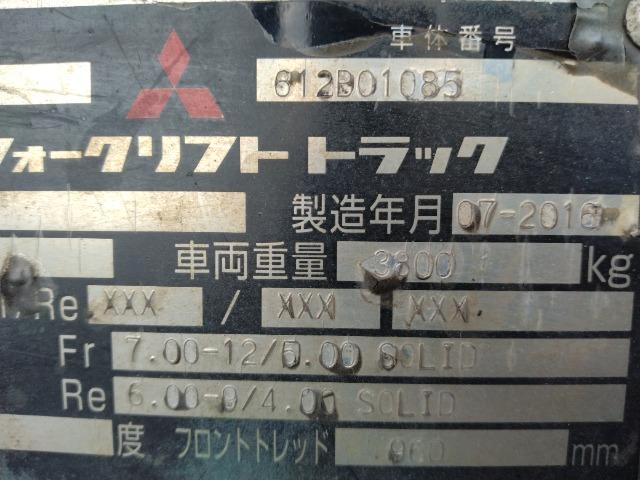 車体番号
612B01085
フォークリフト トラック
製造年月 07-2016
車両重量 3800 kg
/Re XXX / XXX XXX
Fr 7.00-12/5.00 SOLID
Re 6.00-9/4.00 SOLID
度 フロントトレッド 960 mm